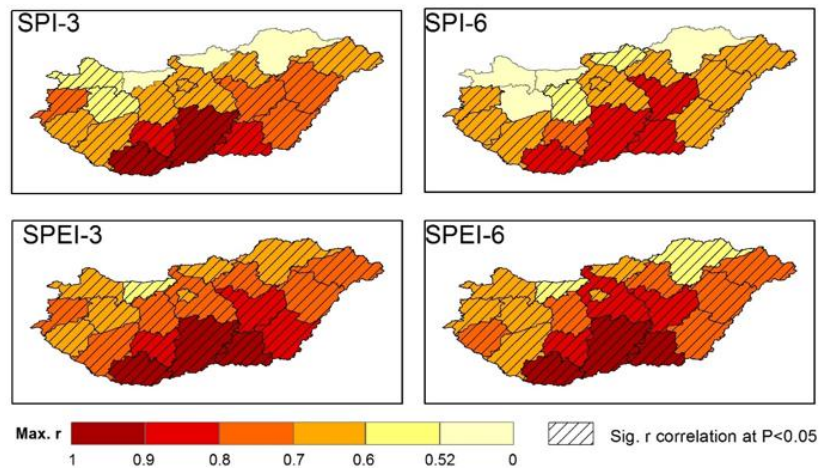 SPI-3
SPI-6
SPEI-3
SPEI-6
Max. r
1 0.9 0.8 0.7 0.6 0.52 0
Sig. r correlation at P<0.05